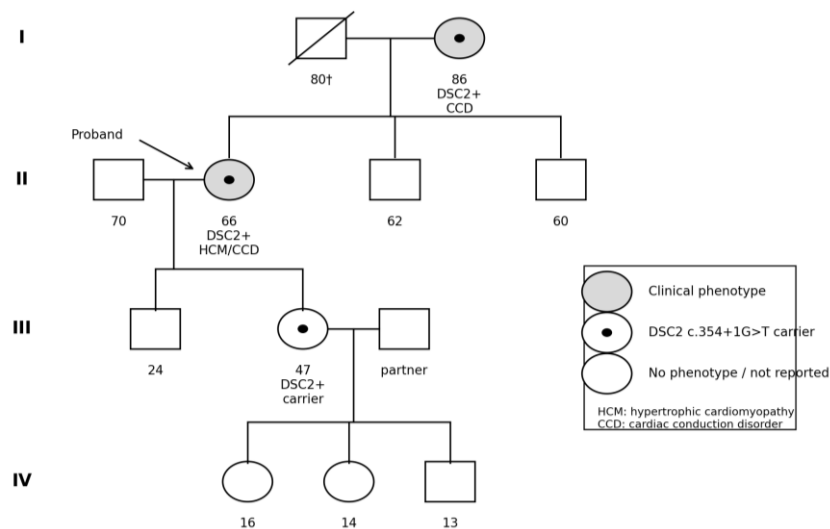 I
80†
86
DSC2+
CCD
Proband
II
70
66
DSC2+
HCM/CCD
62
60
Clinical phenotype
DSC2 c.354+1G>T carrier
No phenotype / not reported
HCM: hypertrophic cardiomyopathy
CCD: cardiac conduction disorder
III
24
47
DSC2+
carrier
partner
IV
16
14
13